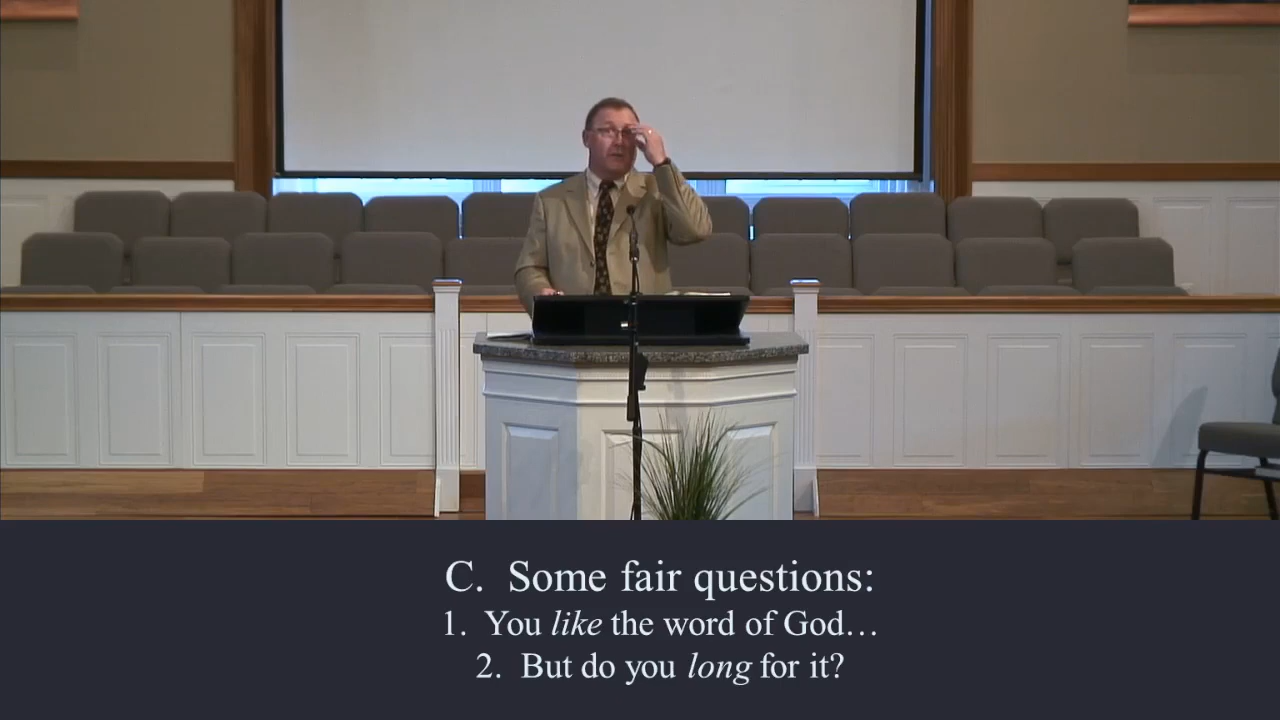 C. Some fair questions:
1. You like the word of God…
2. But do you long for it?